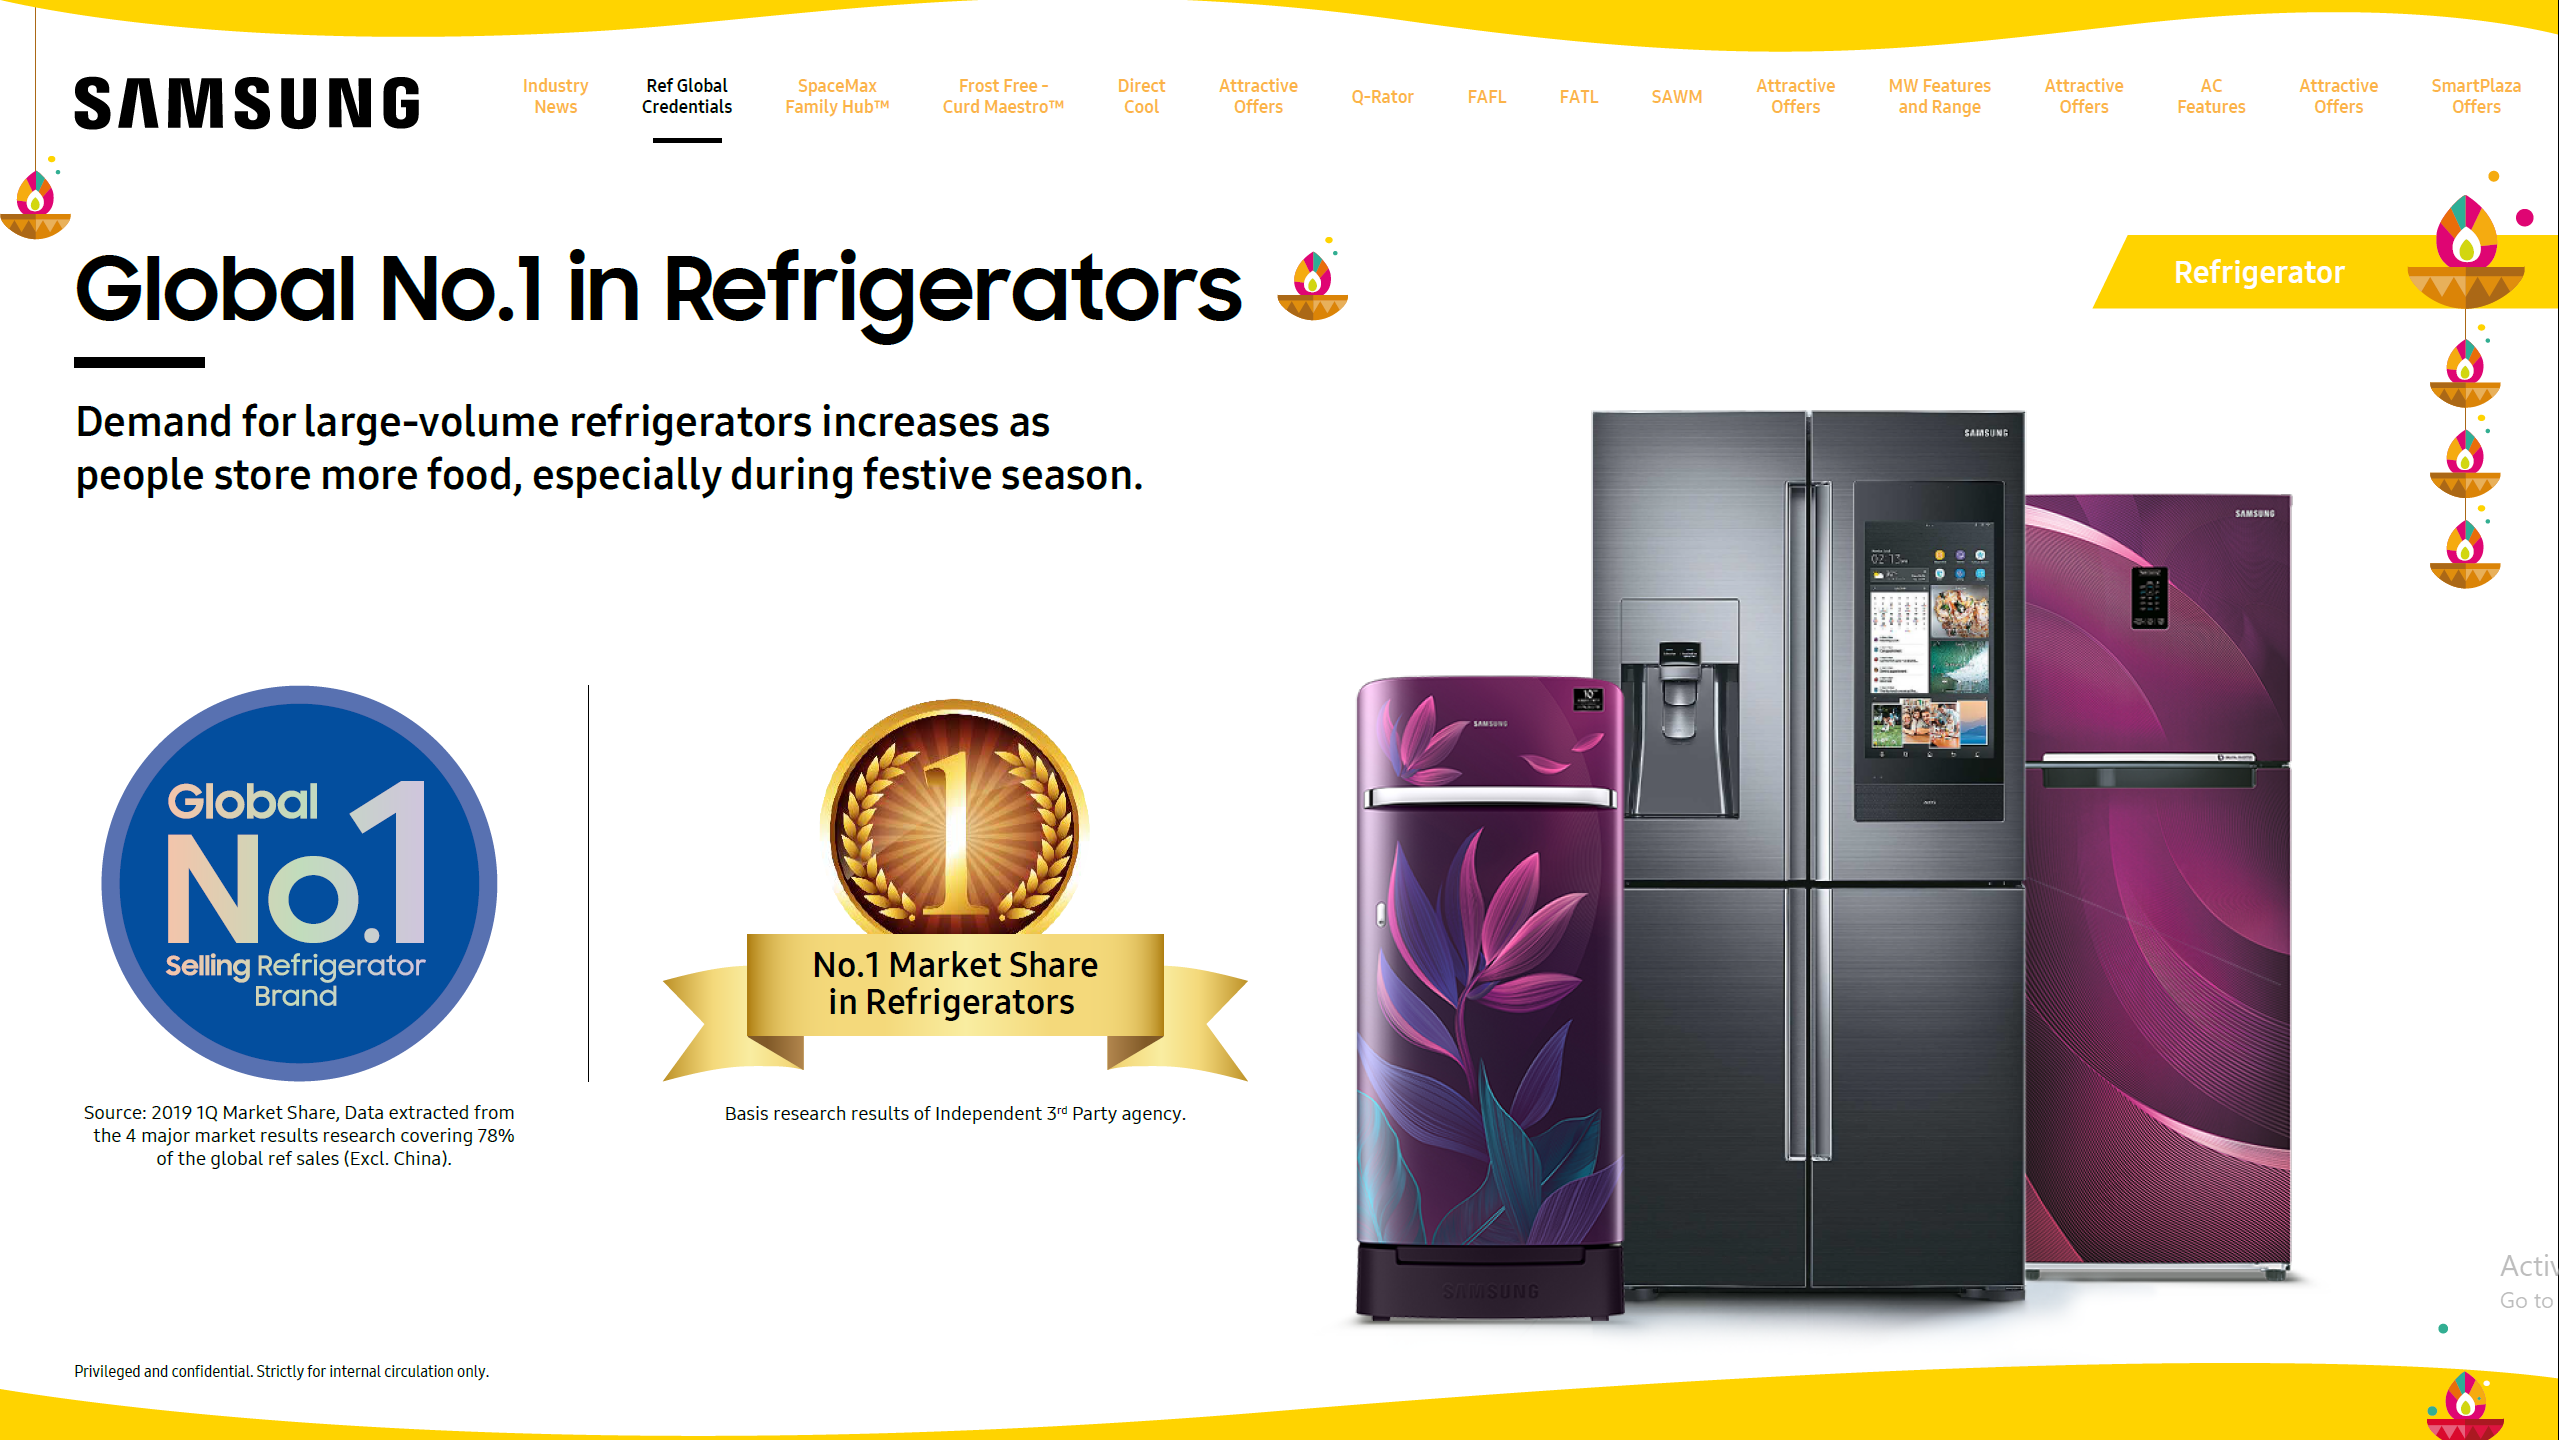 SAMSUNG
Industry
News
Ref Global
Credentials
SpaceMax
Family Hub™
Frost Free -
Curd Maestro™
Direct
Cool
Attractive
Offers
Q-Rator
FAFL
FATL
SAWM
Attractive
Offers
MW Features
and Range
Attractive
Offers
AC
Features
Attractive
Offers
SmartPlaza
Offers
Global No.1 in Refrigerators
Refrigerator
Demand for large-volume refrigerators increases as
people store more food, especially during festive season.
SAMSUNG
SAMSUNG
SAMSUNG
10
Global
No.1
Selling Refrigerator
Brand
1
No.1 Market Share
in Refrigerators
Source: 2019 1Q Market Share, Data extracted from
the 4 major market results research covering 78%
of the global ref sales (Excl. China).
Basis research results of Independent 3rd Party agency.
SAMSUNG
Activ
Go to
Privileged and confidential. Strictly for internal circulation only.